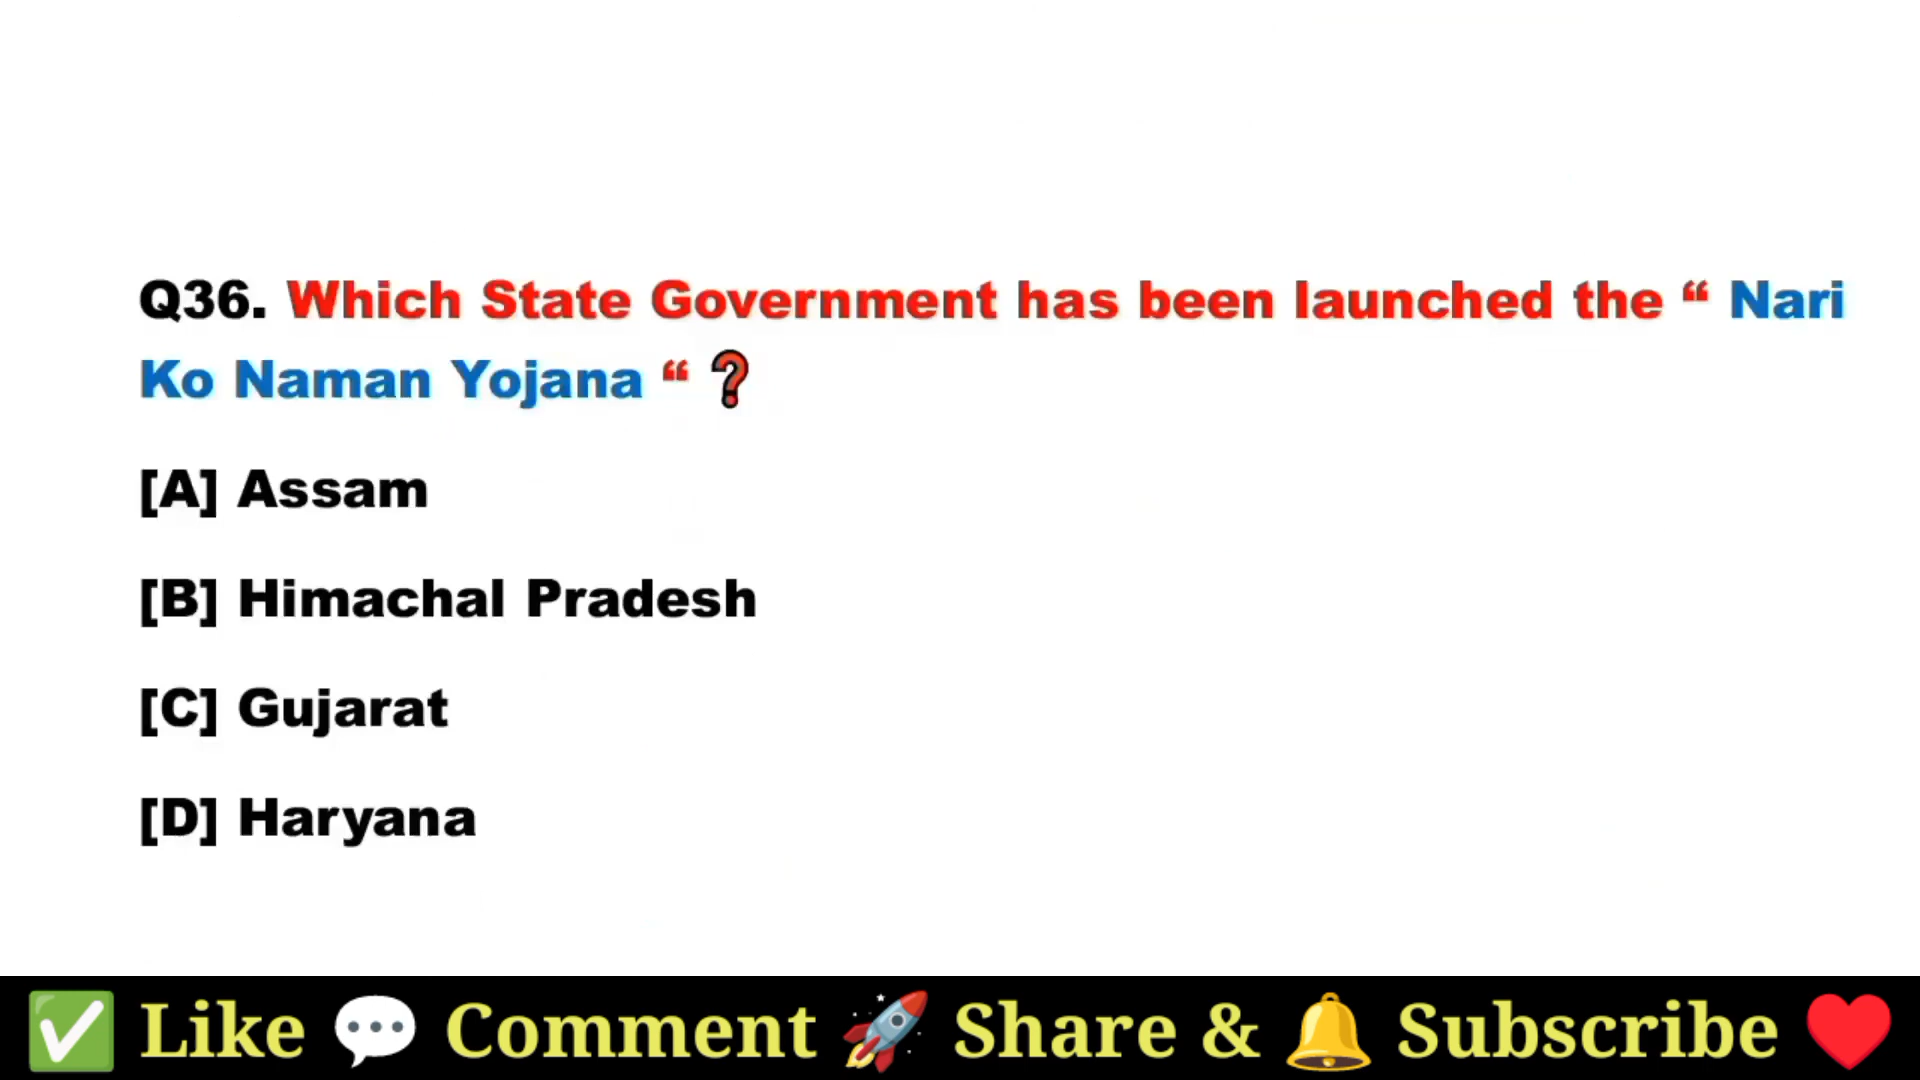 Q36. Which State Government has been launched the “ Nari
Ko Naman Yojana “ ❓
[A] Assam
[B] Himachal Pradesh
[C] Gujarat
[D] Haryana
✅ Like 💬 Comment 🚀 Share & 🔔 Subscribe ♥️